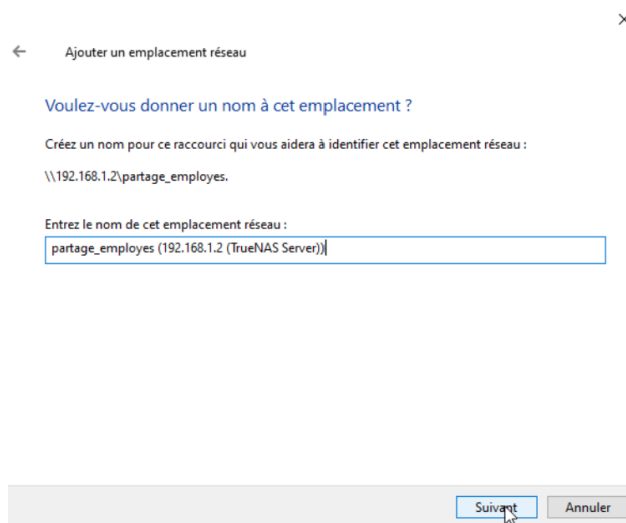 Ajouter un emplacement réseau
Voulez-vous donner un nom à cet emplacement ?
Créez un nom pour ce raccourci qui vous aidera à identifier cet emplacement réseau :
\\192.168.1.2\partage_employes.
Entrez le nom de cet emplacement réseau :
partage_employes (192.168.1.2 (TrueNAS Server))
Suivant
Annuler